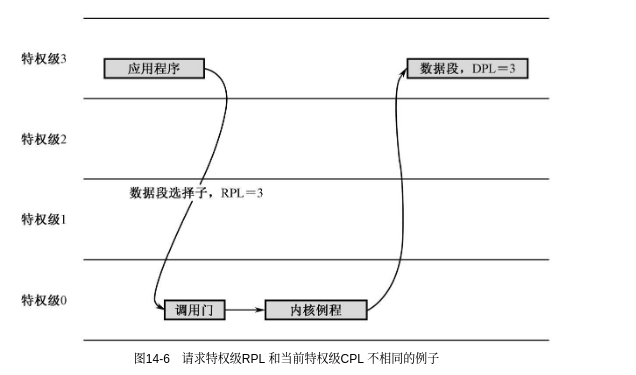 特权级3
应用程序
数据段，DPL＝3
特权级2
数据段选择子，RPL＝3
特权级1
特权级0
调用门
内核例程
图14-6 请求特权级RPL 和当前特权级CPL 不相同的例子